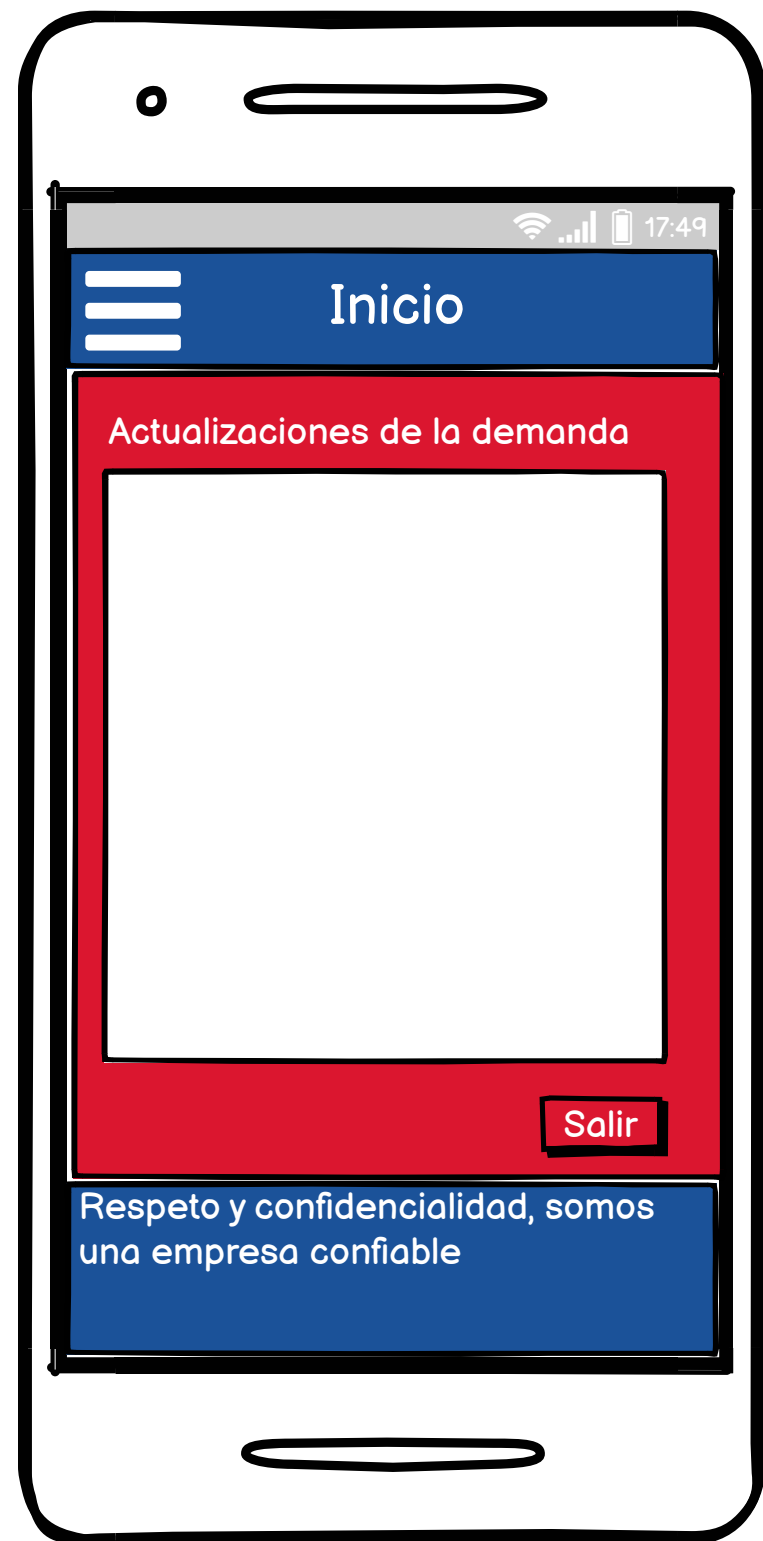 17:49
Inicio
Actualizaciones de la demanda
Salir
Respeto y confidencialidad, somos
una empresa confiable